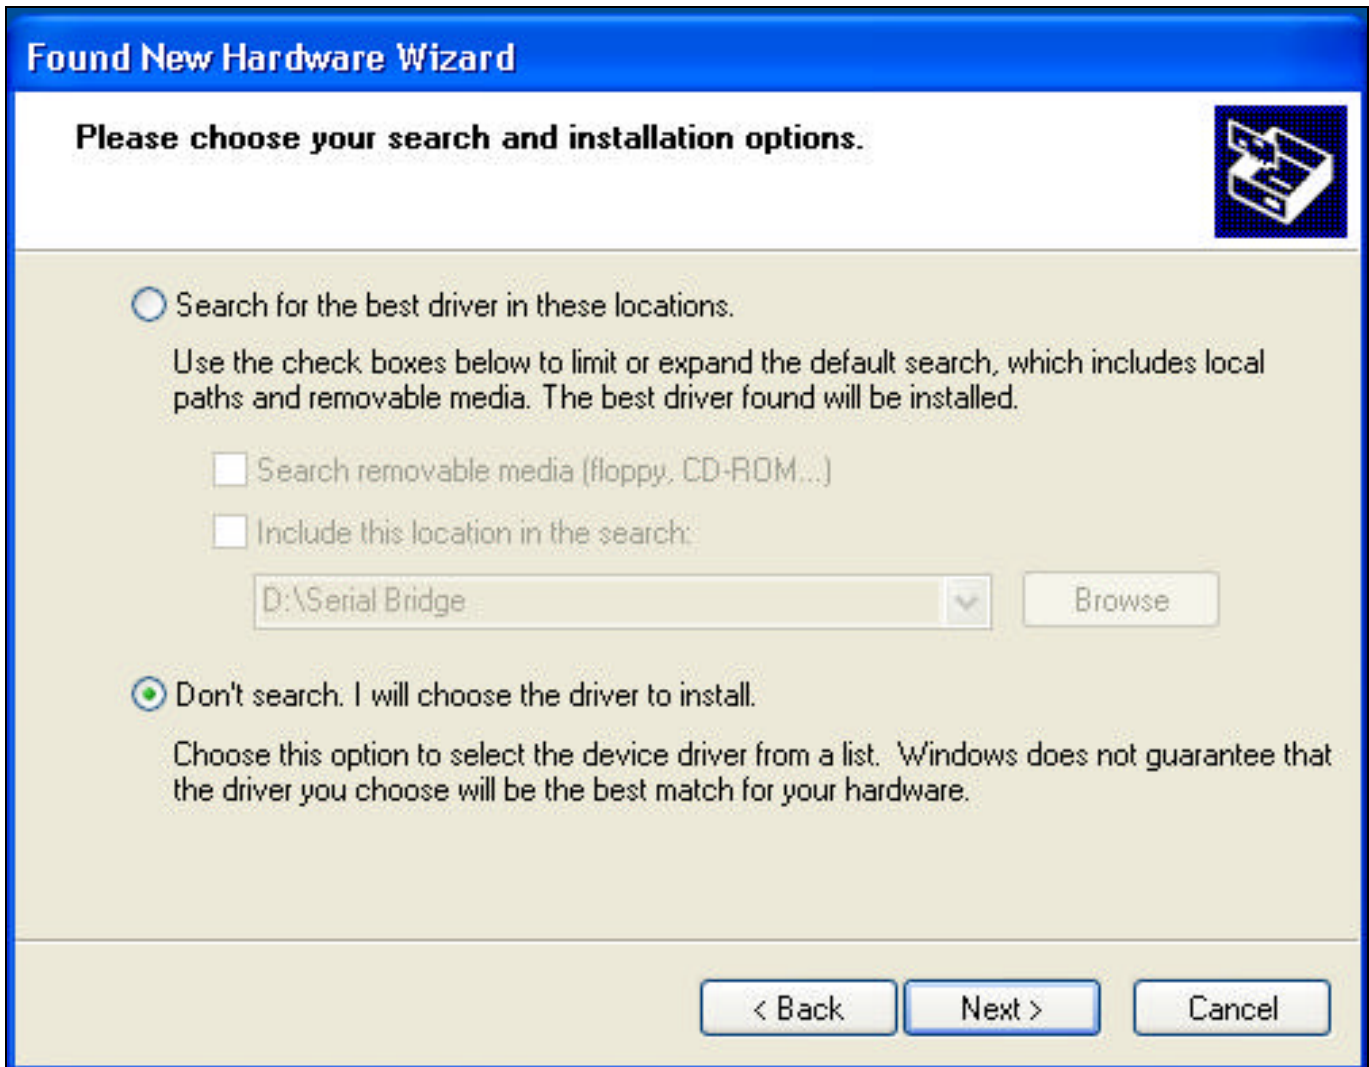 Found New Hardware Wizard
Please choose your search and installation options.
Search for the best driver in these locations.
Use the check boxes below to limit or expand the default search, which includes local
paths and removable media. The best driver found will be installed.
Search removable media (floppy, CD-ROM...)
Include this location in the search:
D:\Serial Bridge
Browse
Don't search. I will choose the driver to install.
Choose this option to select the device driver from a list.  Windows does not guarantee that
the driver you choose will be the best match for your hardware.
< Back
Next >
Cancel